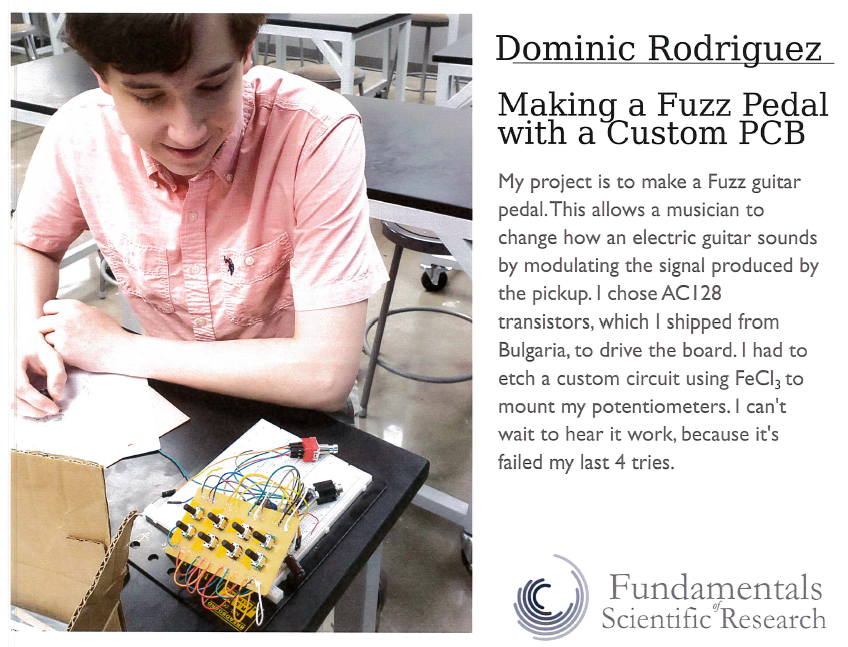 Dominic Rodriguez
Making a Fuzz Pedal
with a Custom PCB
My project is to make a Fuzz guitar
pedal. This allows a musician to
change how an electric guitar sounds
by modulating the signal produced by
the pickup. I chose AC128
transistors, which I shipped from
Bulgaria, to drive the board. I had to
etch a custom circuit using FeCl₃ to
mount my potentiometers. I can't
wait to hear it work, because it's
failed my last 4 tries.
Fundamentals
of
Scientific Research